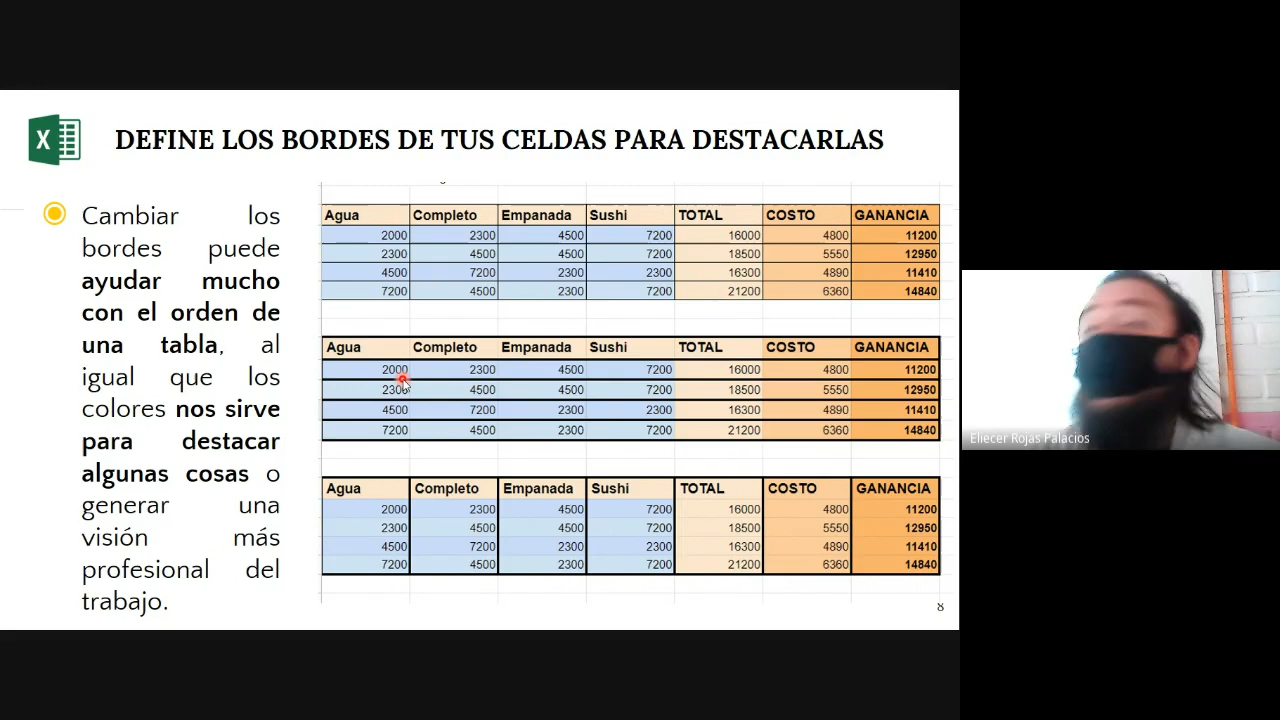 X
DEFINE LOS BORDES DE TUS CELDAS PARA DESTACARLAS
Cambiar los
bordes puede
ayudar mucho
con el orden de
una tabla, al
igual que los
colores nos sirve
para destacar
algunas cosas o
generar una
visión más
profesional del
trabajo.
Agua Completo Empanada Sushi TOTAL COSTO GANANCIA
2000 2300 4500 7200 16000 4800 11200
2300 4500 4500 7200 18500 5550 12950
4500 7200 2300 2300 16300 4890 11410
7200 4500 2300 7200 21200 6360 14840
Agua Completo Empanada Sushi TOTAL COSTO GANANCIA
2000 2300 4500 7200 16000 4800 11200
2300 4500 4500 7200 18500 5550 12950
4500 7200 2300 2300 16300 4890 11410
7200 4500 2300 7200 21200 6360 14840
Agua Completo Empanada Sushi TOTAL COSTO GANANCIA
2000 2300 4500 7200 16000 4800 11200
2300 4500 4500 7200 18500 5550 12950
4500 7200 2300 2300 16300 4890 11410
7200 4500 2300 7200 21200 6360 14840
8
Eliecer Rojas Palacios